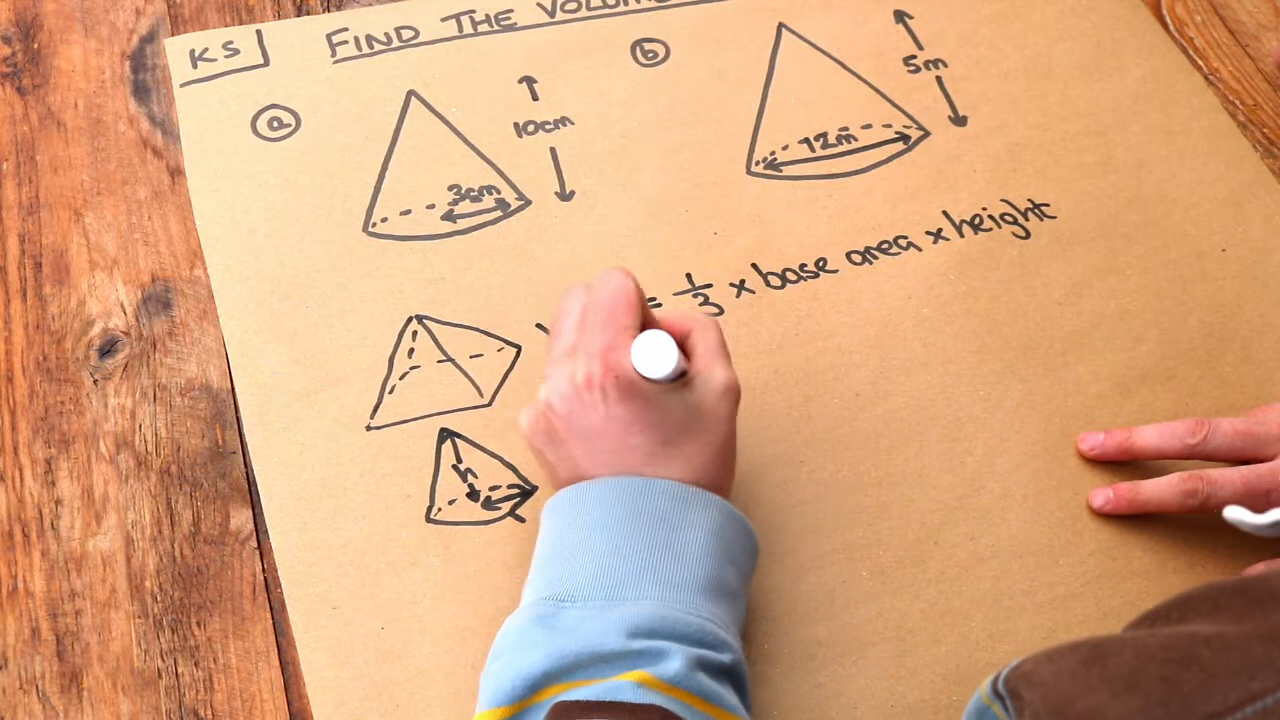 KS
FIND THE VOLUME
a
10cm
3cm
b
5m
12m
= 1/3 × base area × height
h
r